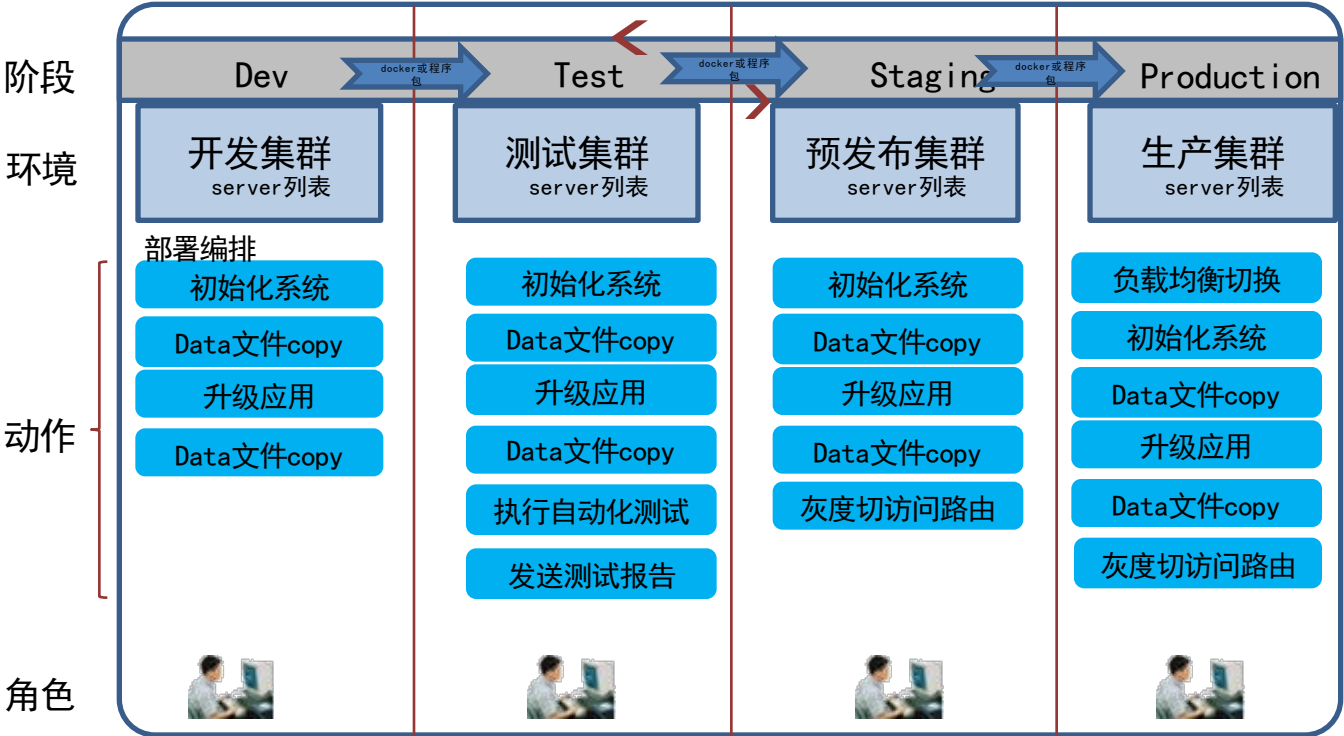 阶段
Dev
docker或程序
包
Test
docker或程序
包
Staging
docker或程序
包
Production
环境
开发集群
server列表
测试集群
server列表
预发布集群
server列表
生产集群
server列表
动作
部署编排
初始化系统
Data文件copy
升级应用
Data文件copy
初始化系统
Data文件copy
升级应用
Data文件copy
执行自动化测试
发送测试报告
初始化系统
Data文件copy
升级应用
Data文件copy
灰度切访问路由
负载均衡切换
初始化系统
Data文件copy
升级应用
Data文件copy
灰度切访问路由
角色